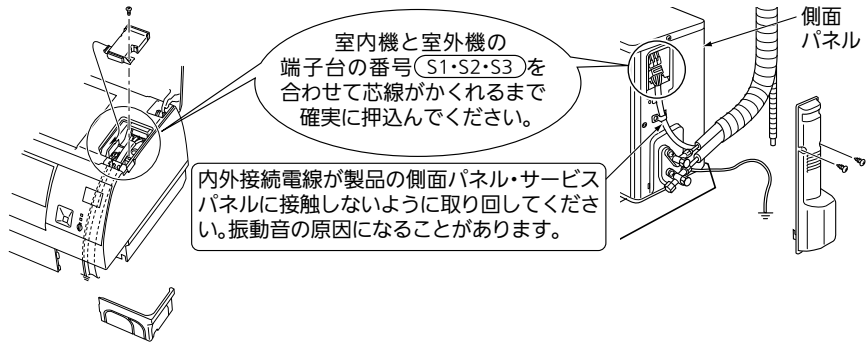 室内機と室外機の
端子台の番号(S1・S2・S3)を
合わせて芯線がかくれるまで
確実に押込んでください。
側面
パネル
内外接続電線が製品の側面パネル・サービス
パネルに接触しないように取り回してくださ
い。振動音の原因になることがあります。